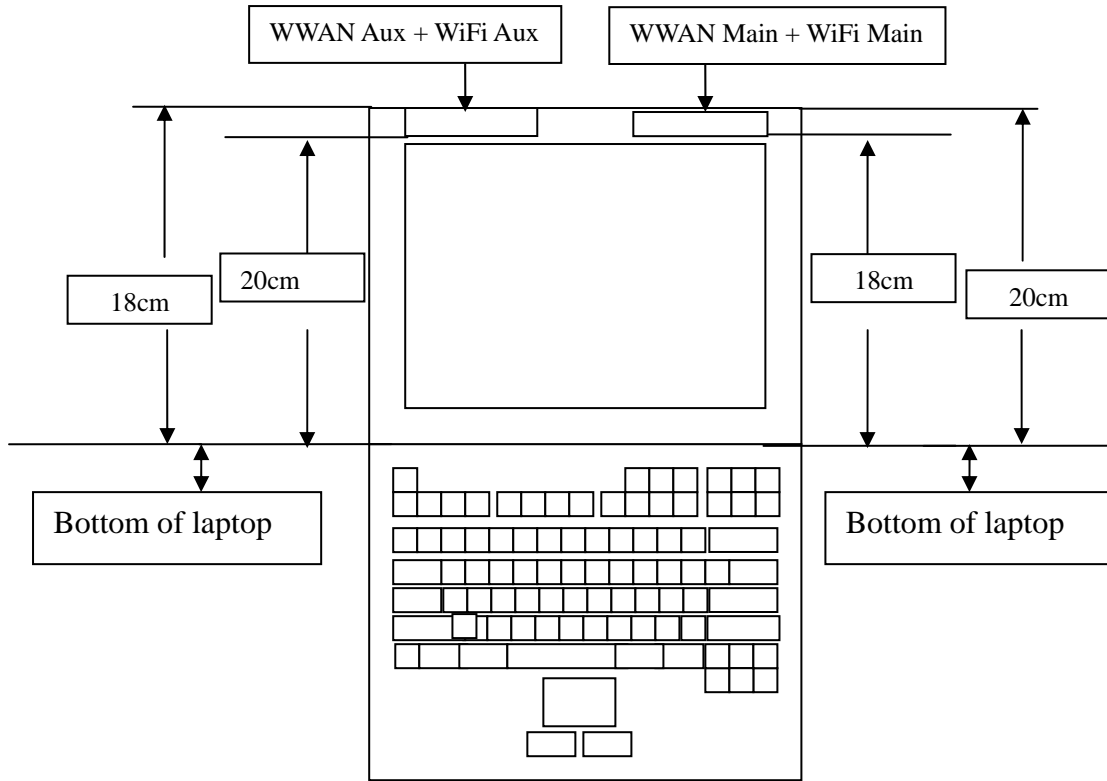 WWAN Aux + WiFi Aux
WWAN Main + WiFi Main
20cm
18cm
18cm
20cm
Bottom of laptop
Bottom of laptop